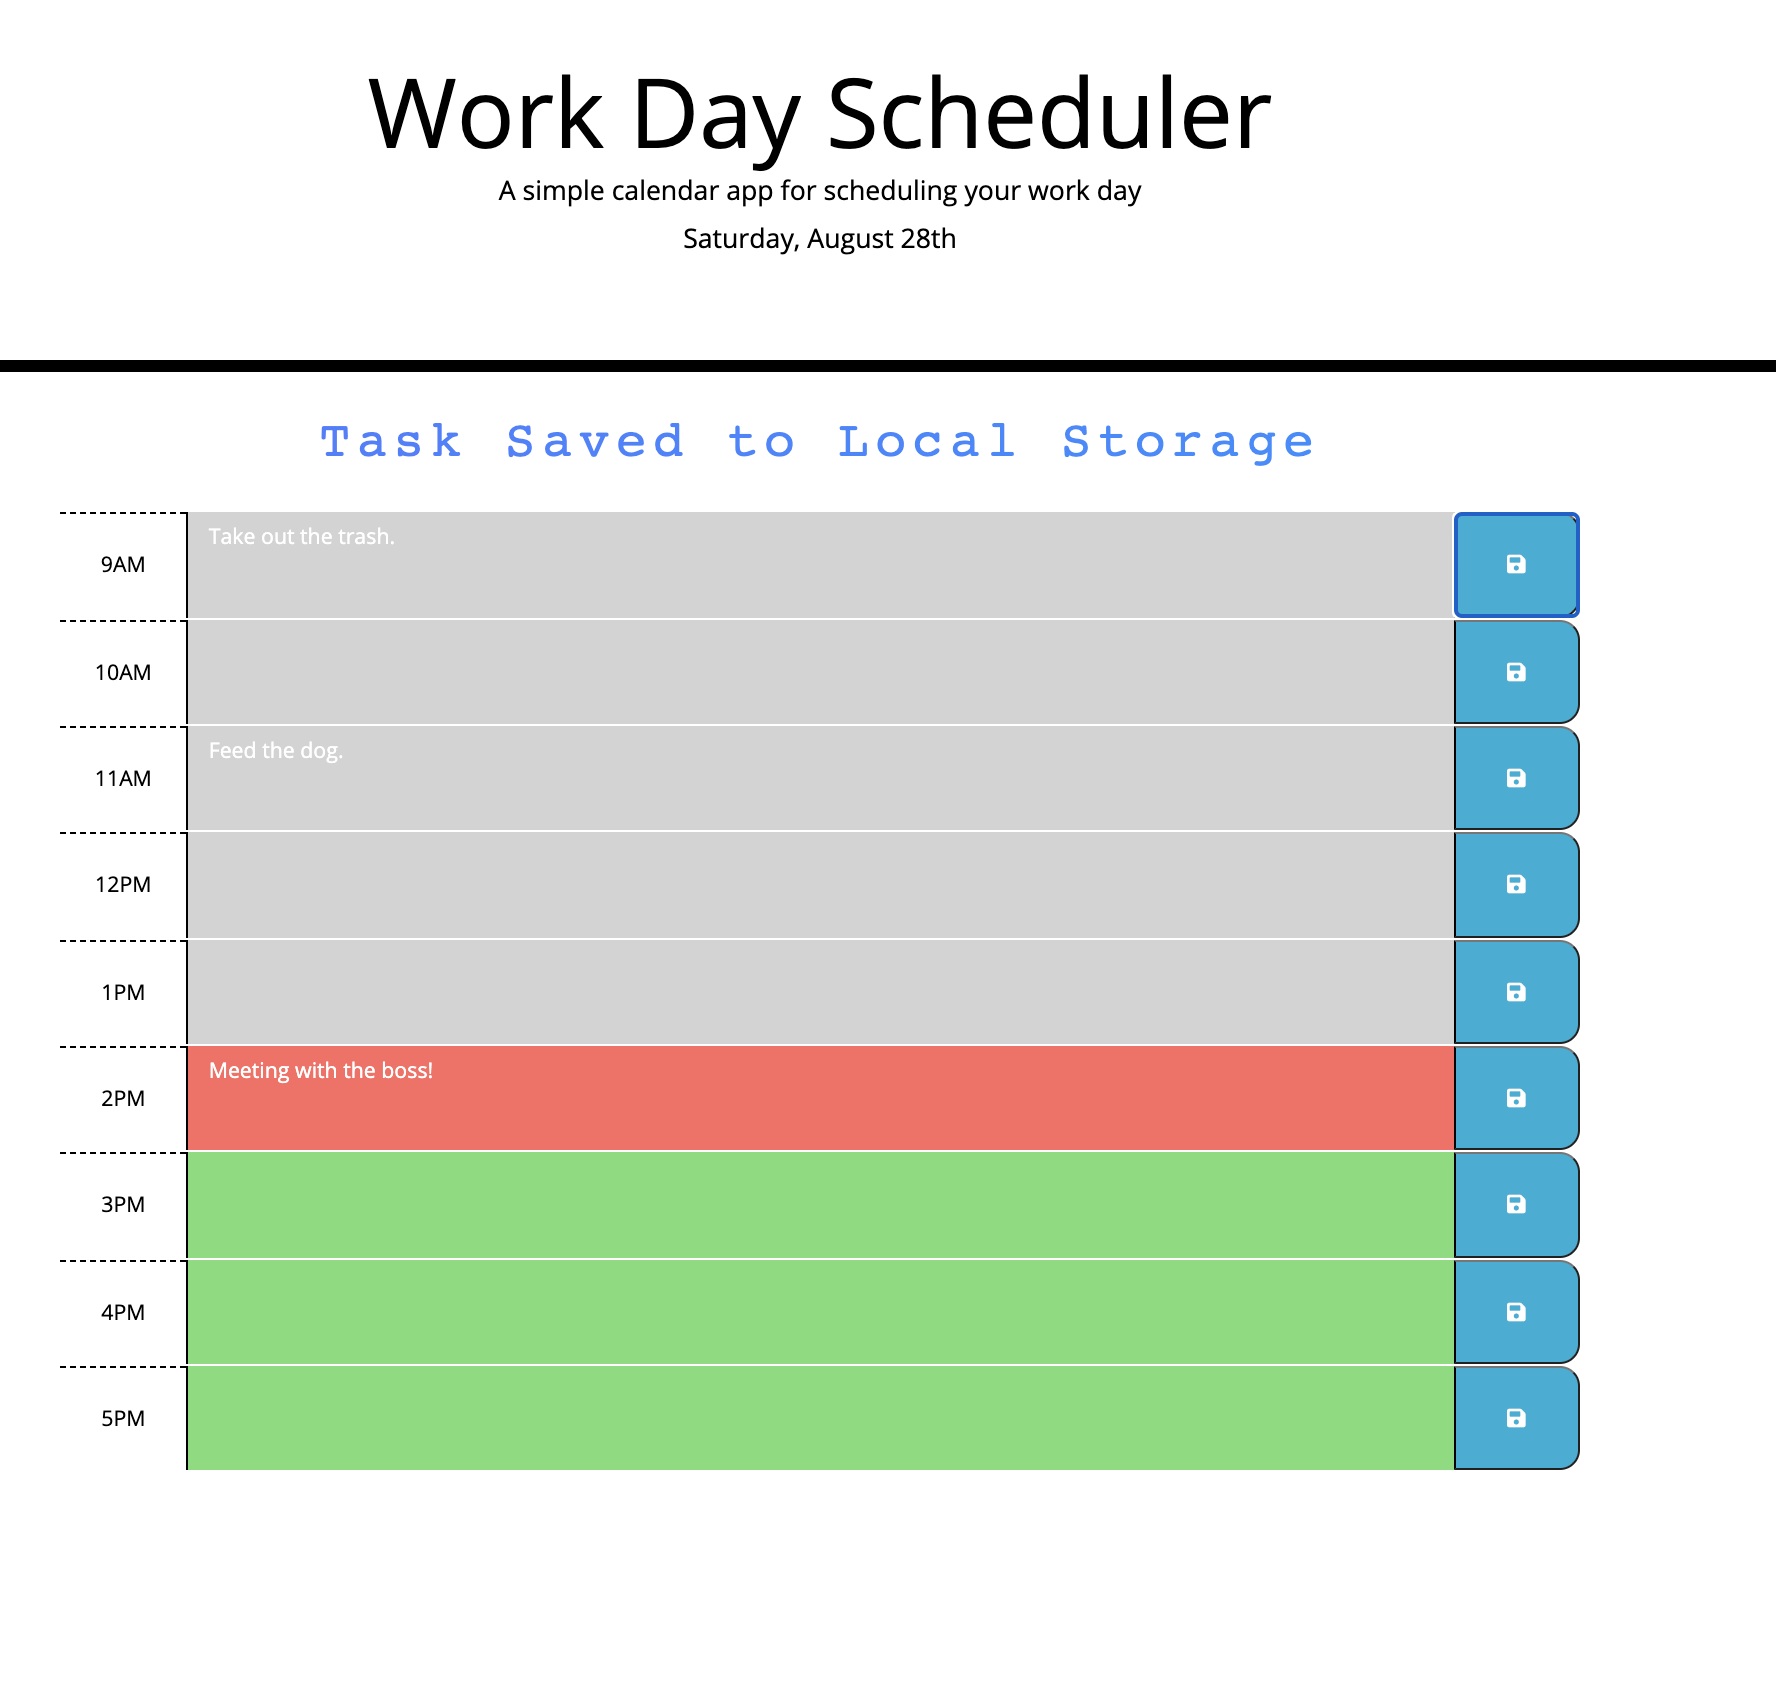 Work Day Scheduler
A simple calendar app for scheduling your work day
Saturday, August 28th
Task Saved to Local Storage
9AM
Take out the trash.
10AM
11AM
Feed the dog.
12PM
1PM
2PM
Meeting with the boss!
3PM
4PM
5PM